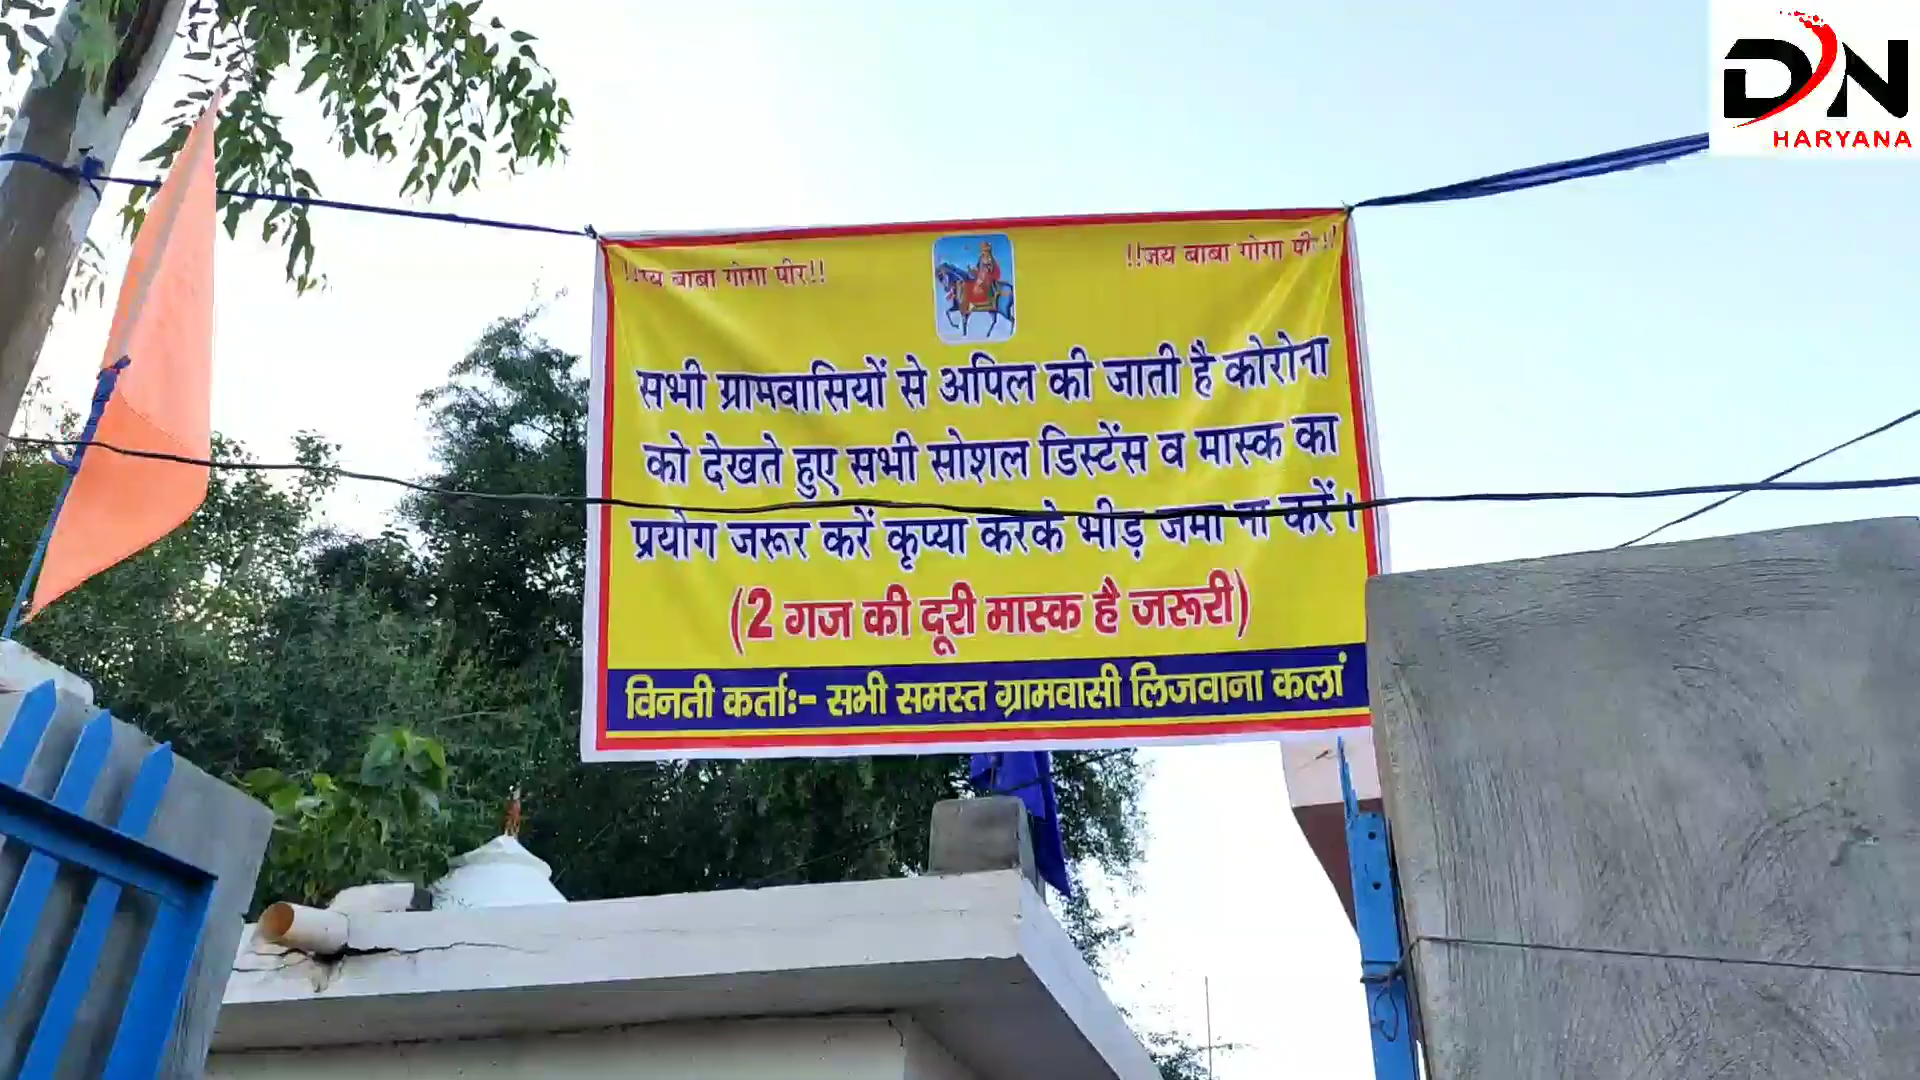 DN
HARYANA
!!जय बाबा गोगा पीर!! !!जय बाबा गोगा पीर!!
सभी ग्रामवासियों से अपिल की जाती है कोरोना
को देखते हुए सभी सोशल डिस्टेंस व मास्क का
प्रयोग जरूर करें कृप्या करके भीड़ जमा ना करें।
(2 गज की दूरी मास्क है जरूरी)
विनती कर्ताः- सभी समस्त ग्रामवासी लिजवाना कलां